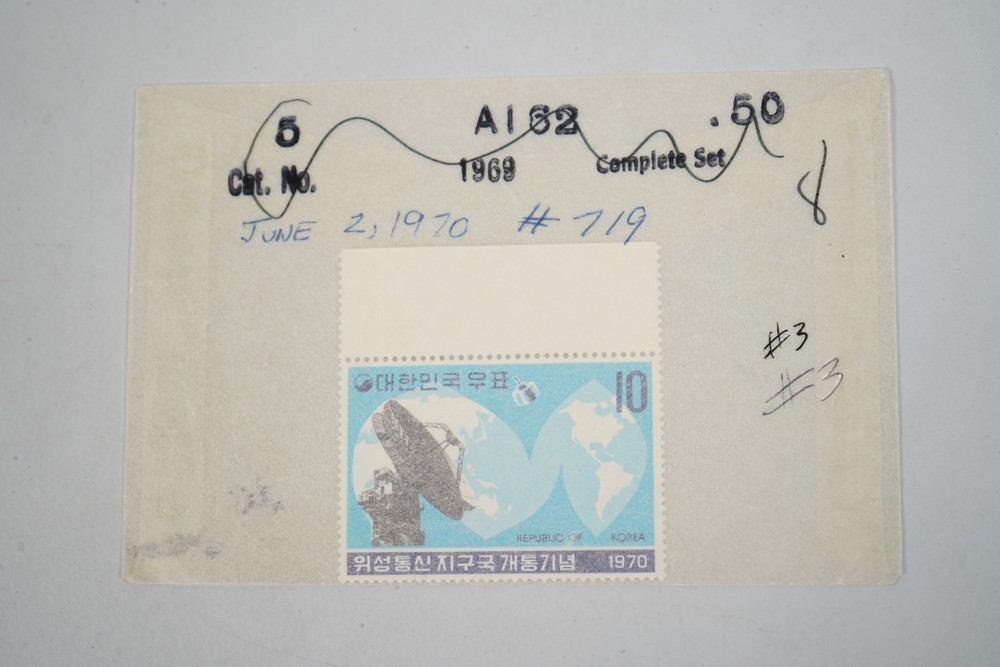 5 A162 .50
Cat. No. 1969 Complete Set
8
JUNE 2, 1970 # 719
#3
#3
대한민국우표 10
REPUBLIC OF KOREA
위성통신지구국개통기념 1970